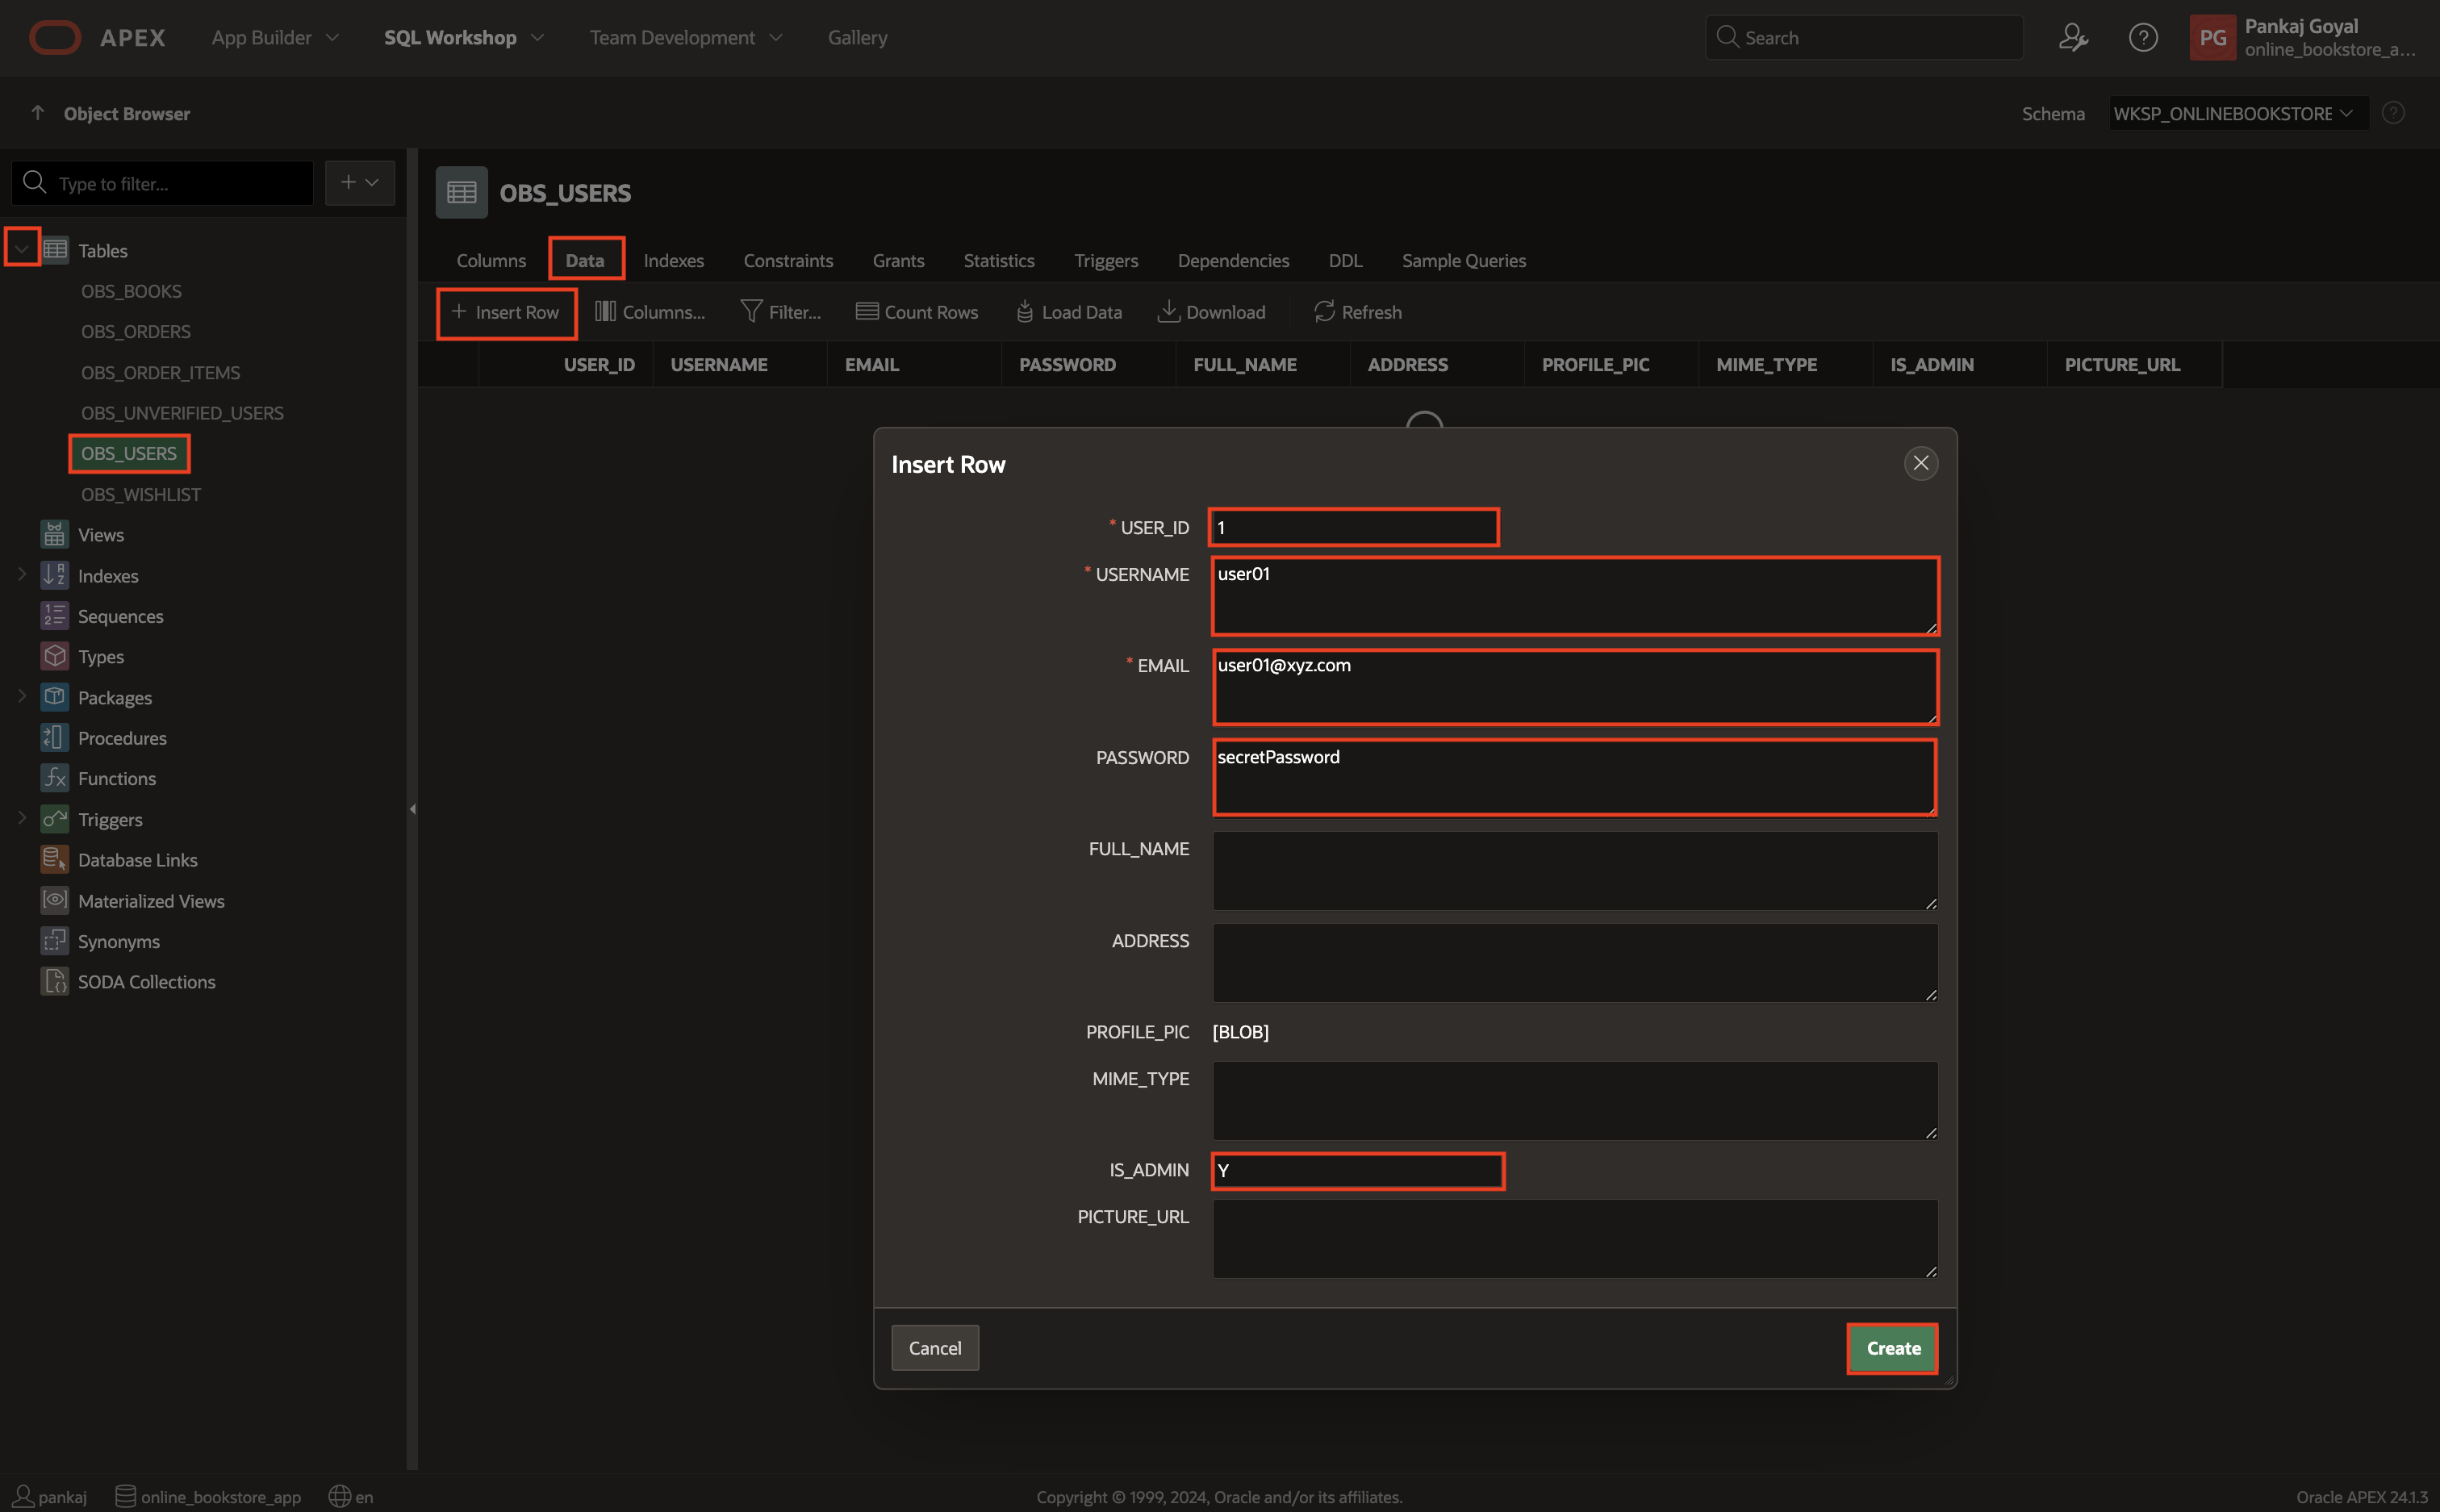 APEX App Builder SQL Workshop Team Development Gallery Search PG Pankaj Goyal
online_bookstore_a...
Object Browser Schema WKSP_ONLINEBOOKSTORE
Type to filter...
OBS_USERS
Tables
OBS_BOOKS
OBS_ORDERS
OBS_ORDER_ITEMS
OBS_UNVERIFIED_USERS
OBS_USERS
OBS_WISHLIST
Views
Indexes
Sequences
Types
Packages
Procedures
Functions
Triggers
Database Links
Materialized Views
Synonyms
SODA Collections
Columns Data Indexes Constraints Grants Statistics Triggers Dependencies DDL Sample Queries
+ Insert Row Columns... Filter... Count Rows Load Data Download Refresh
USER_ID USERNAME EMAIL PASSWORD FULL_NAME ADDRESS PROFILE_PIC MIME_TYPE IS_ADMIN PICTURE_URL
Insert Row
* USER_ID 1
* USERNAME user01
* EMAIL user01@xyz.com
PASSWORD secretPassword
FULL_NAME
ADDRESS
PROFILE_PIC [BLOB]
MIME_TYPE
IS_ADMIN Y
PICTURE_URL
Cancel Create
pankaj online_bookstore_app en Copyright © 1999, 2024, Oracle and/or its affiliates. Oracle APEX 24.1.3